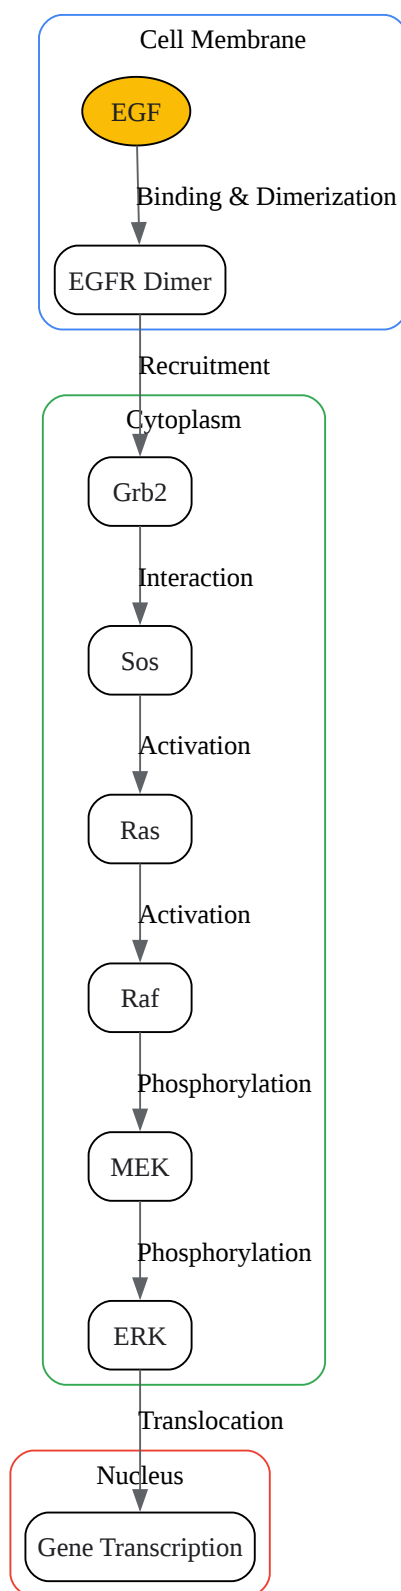 Cell Membrane
EGF
Binding & Dimerization
EGFR Dimer
Recruitment
Cytoplasm
Grb2
Interaction
Sos
Activation
Ras
Activation
Raf
Phosphorylation
MEK
Phosphorylation
ERK
Translocation
Nucleus
Gene Transcription